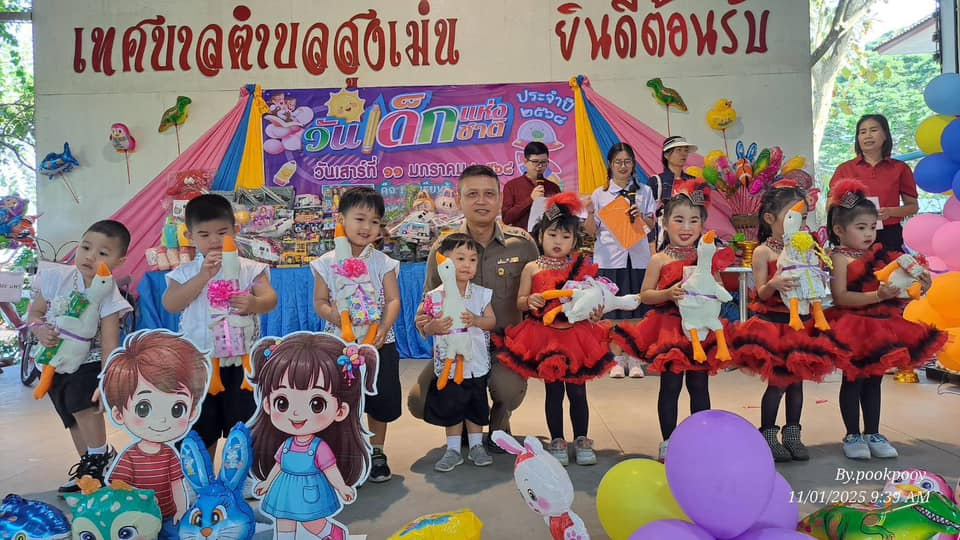 เทศบาลตำบลสูงเม่น ยินดีต้อนรับ
วันเด็กแห่งชาติ ประจำปี ๒๕๖๘
วันเสาร์ที่ ๑๑ มกราคม ๒๕๖๘
By.pookpooy
11/01/2025 9:39 AM